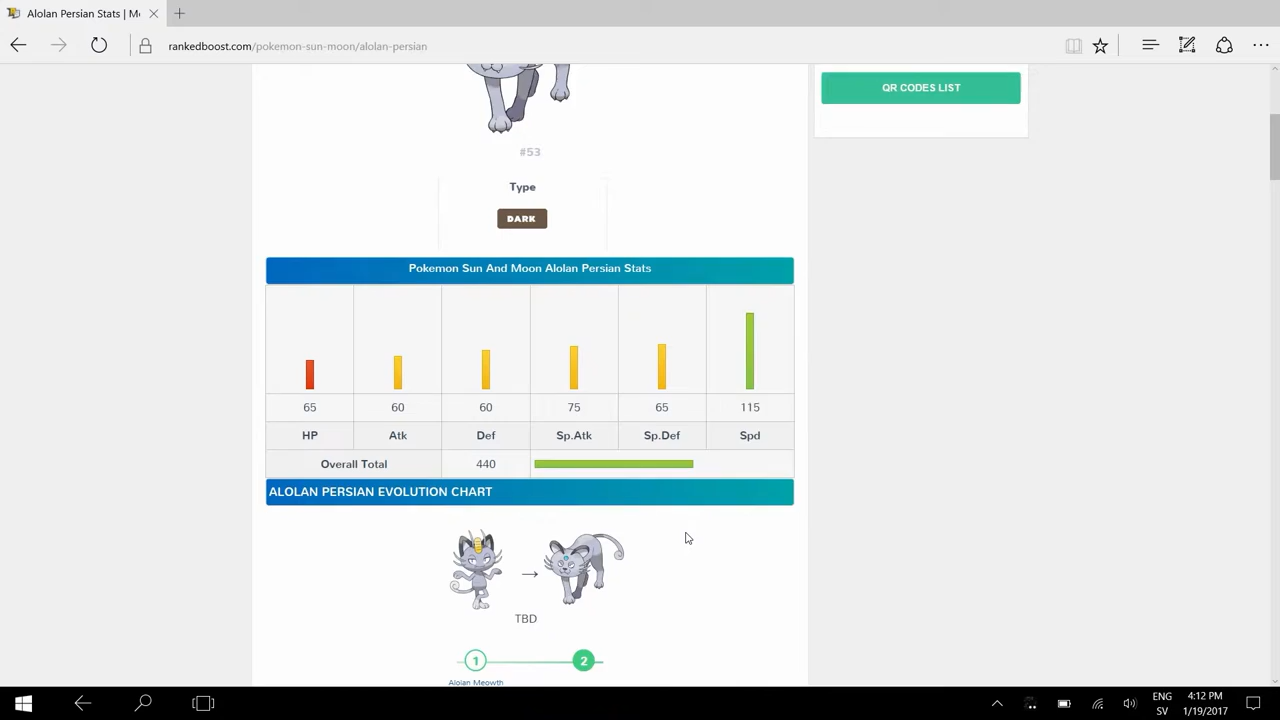 Alolan Persian Stats | M
rankedboost.com/pokemon-sun-moon/alolan-persian
QR CODES LIST
#53
Type
DARK
Pokemon Sun And Moon Alolan Persian Stats
65 60 60 75 65 115
HP Atk Def Sp.Atk Sp.Def Spd
Overall Total 440
ALOLAN PERSIAN EVOLUTION CHART
TBD
1 2
Alolan Meowth
ENG 4:12 PM
SV 1/19/2017